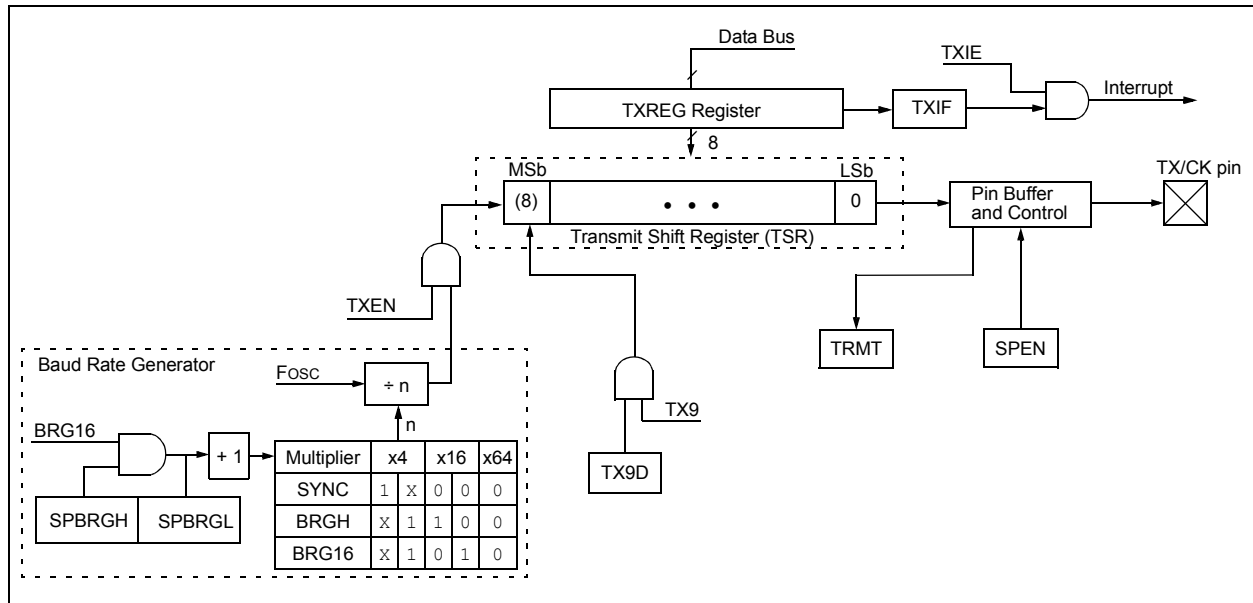 Data Bus
TXIE
Interrupt
TXREG Register
TXIF
8
MSb
LSb
TX/CK pin
(8)
• • •
0
Pin Buffer
and Control
Transmit Shift Register (TSR)
TXEN
TRMT
SPEN
Baud Rate Generator
FOSC
÷ n
n
TX9
BRG16
+ 1
Multiplier x4 x16 x64
SYNC 1 X 0 0 0
BRGH X 1 1 0 0
BRG16 X 1 0 1 0
SPBRGH SPBRGL
TX9D